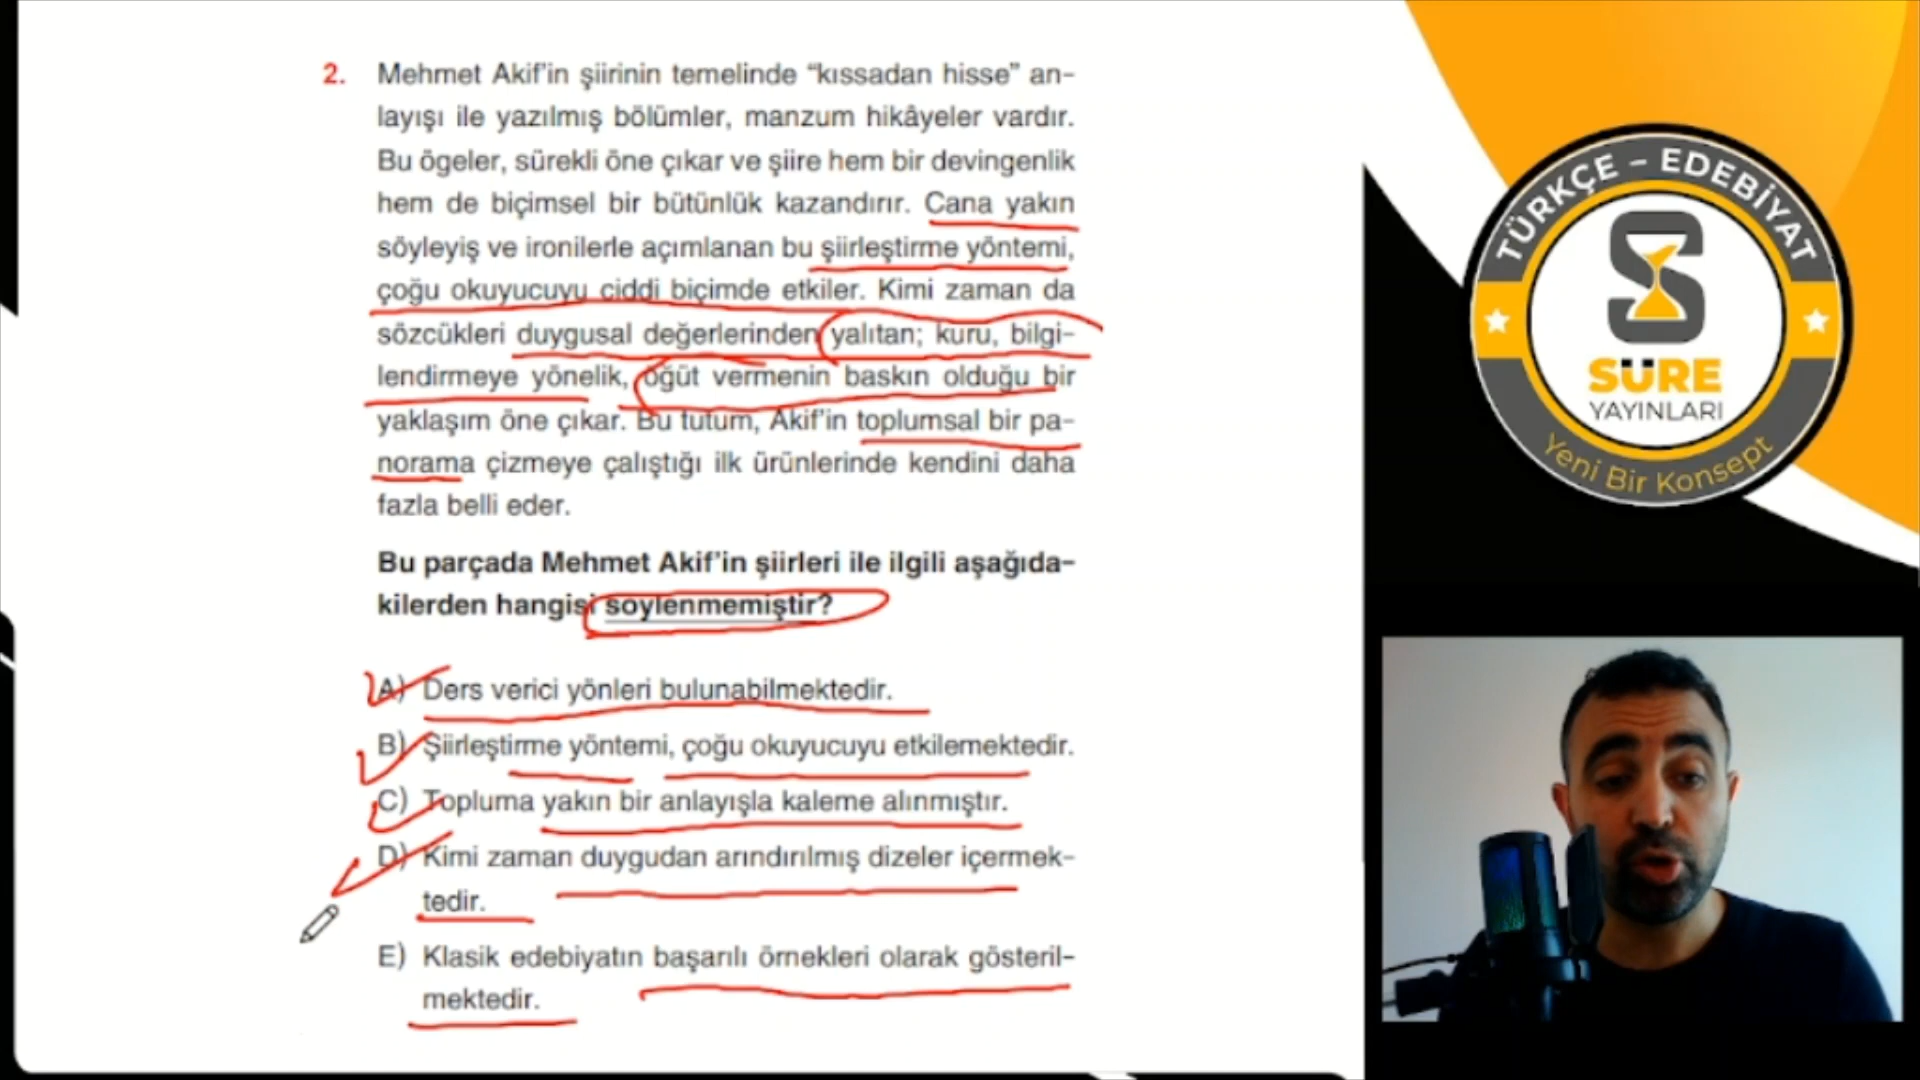 2. Mehmet Akif'in şiirinin temelinde “kıssadan hisse” an-
layışı ile yazılmış bölümler, manzum hikâyeler vardır.
Bu ögeler, sürekli öne çıkar ve şiire hem bir devingenlik
hem de biçimsel bir bütünlük kazandırır. Cana yakın
söyleyiş ve ironilerle açımlanan bu şiirleştirme yöntemi,
çoğu okuyucuyu ciddi biçimde etkiler. Kimi zaman da
sözcükleri duygusal değerlerinden yalıtan; kuru, bilgi-
lendirmeye yönelik, öğüt vermenin baskın olduğu bir
yaklaşım öne çıkar. Bu tutum, Akif'in toplumsal bir pa-
norama çizmeye çalıştığı ilk ürünlerinde kendini daha
fazla belli eder.
Bu parçada Mehmet Akif'in şiirleri ile ilgili aşağıda-
kilerden hangisi söylenmemiştir?
A) Ders verici yönleri bulunabilmektedir.
B) Şiirleştirme yöntemi, çoğu okuyucuyu etkilemektedir.
C) Topluma yakın bir anlayışla kaleme alınmıştır.
D) Kimi zaman duygudan arındırılmış dizeler içermek-
tedir.
E) Klasik edebiyatın başarılı örnekleri olarak gösteril-
mektedir.
TÜRKÇE – EDEBİYAT
SÜRE
YAYINLARI
Yeni Bir Konsept